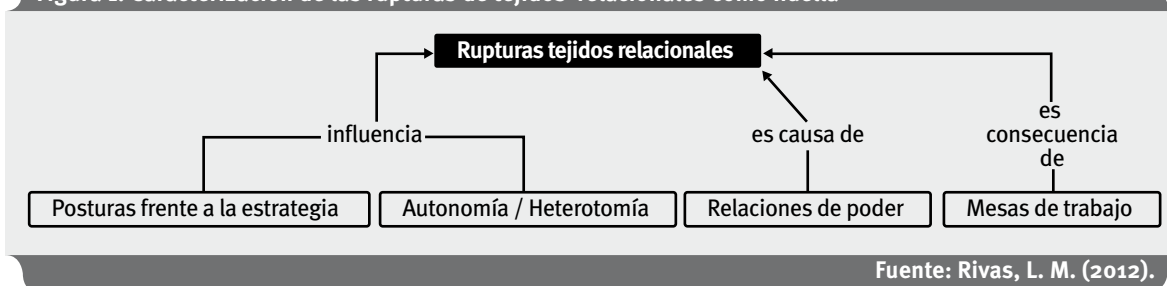 Rupturas tejidos relacionales
influencia
es causa de
es
consecuencia
de
Posturas frente a la estrategia
Autonomía / Heterotomía
Relaciones de poder
Mesas de trabajo
Fuente: Rivas, L. M. (2012).